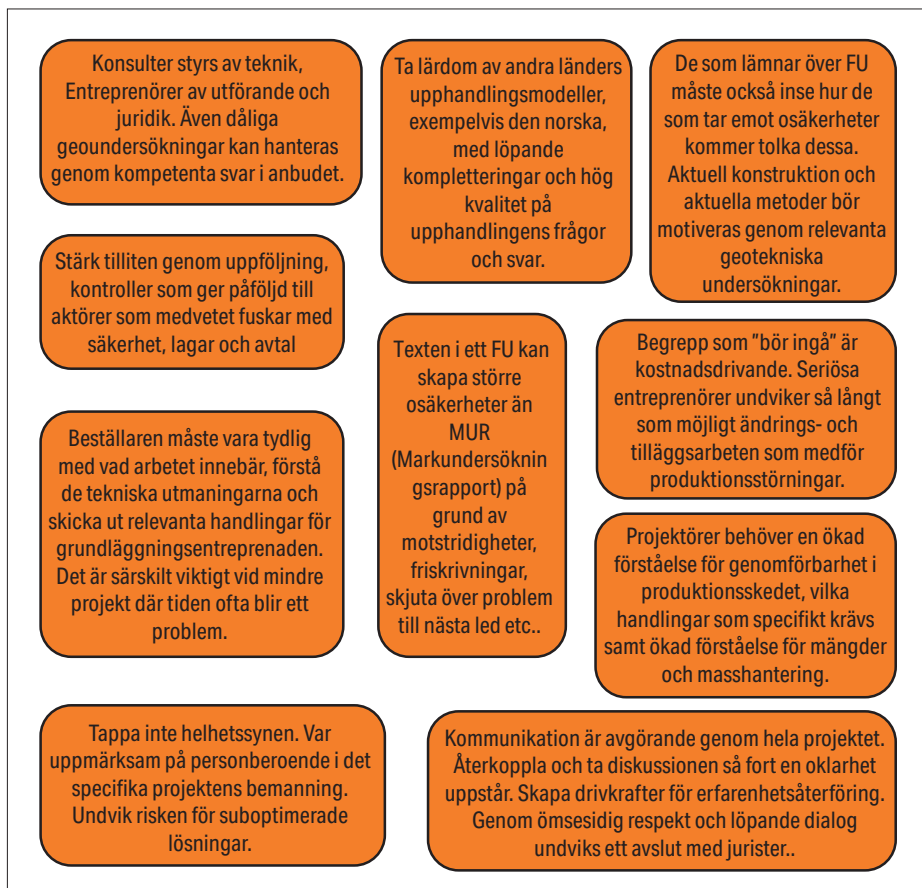 Konsulter styrs av teknik,
Entreprenörer av utförande och
juridik. Även dåliga
geoundersökningar kan hanteras
genom kompetenta svar i anbudet.
Ta lärdom av andra länders
upphandlingsmodeller,
exempelvis den norska,
med löpande
kompletteringar och hög
kvalitet på
upphandlingens frågor
och svar.
De som lämnar över FU
måste också inse hur de
som tar emot osäkerheter
kommer tolka dessa.
Aktuell konstruktion och
aktuella metoder bör
motiveras genom relevanta
geotekniska
undersökningar.
Stärk tilliten genom uppföljning,
kontroller som ger påföljd till
aktörer som medvetet fuskar med
säkerhet, lagar och avtal
Texten i ett FU kan
skapa större
osäkerheter än
MUR
(Markundersöknin
gsrapport) på
grund av
motstridigheter,
friskrivningar,
skjuta över problem
till nästa led etc..
Begrepp som ”bör ingå” är
kostnadsdrivande. Seriösa
entreprenörer undviker så långt
som möjligt ändrings- och
tilläggsarbeten som medför
produktionsstörningar.
Beställaren måste vara tydlig
med vad arbetet innebär, förstå
de tekniska utmaningarna och
skicka ut relevanta handlingar för
grundläggningsentreprenaden.
Det är särskilt viktigt vid mindre
projekt där tiden ofta blir ett
problem.
Projektörer behöver en ökad
förståelse för genomförbarhet i
produktionsskedet, vilka
handlingar som specifikt krävs
samt ökad förståelse för mängder
och masshantering.
Tappa inte helhetssynen. Var
uppmärksam på personberoende i det
specifika projektens bemanning.
Undvik risken för suboptimerade
lösningar.
Kommunikation är avgörande genom hela projektet.
Återkoppla och ta diskussionen så fort en oklarhet
uppstår. Skapa drivkrafter för erfarenhetsåterföring.
Genom ömsesidig respekt och löpande dialog
undviks ett avslut med jurister..